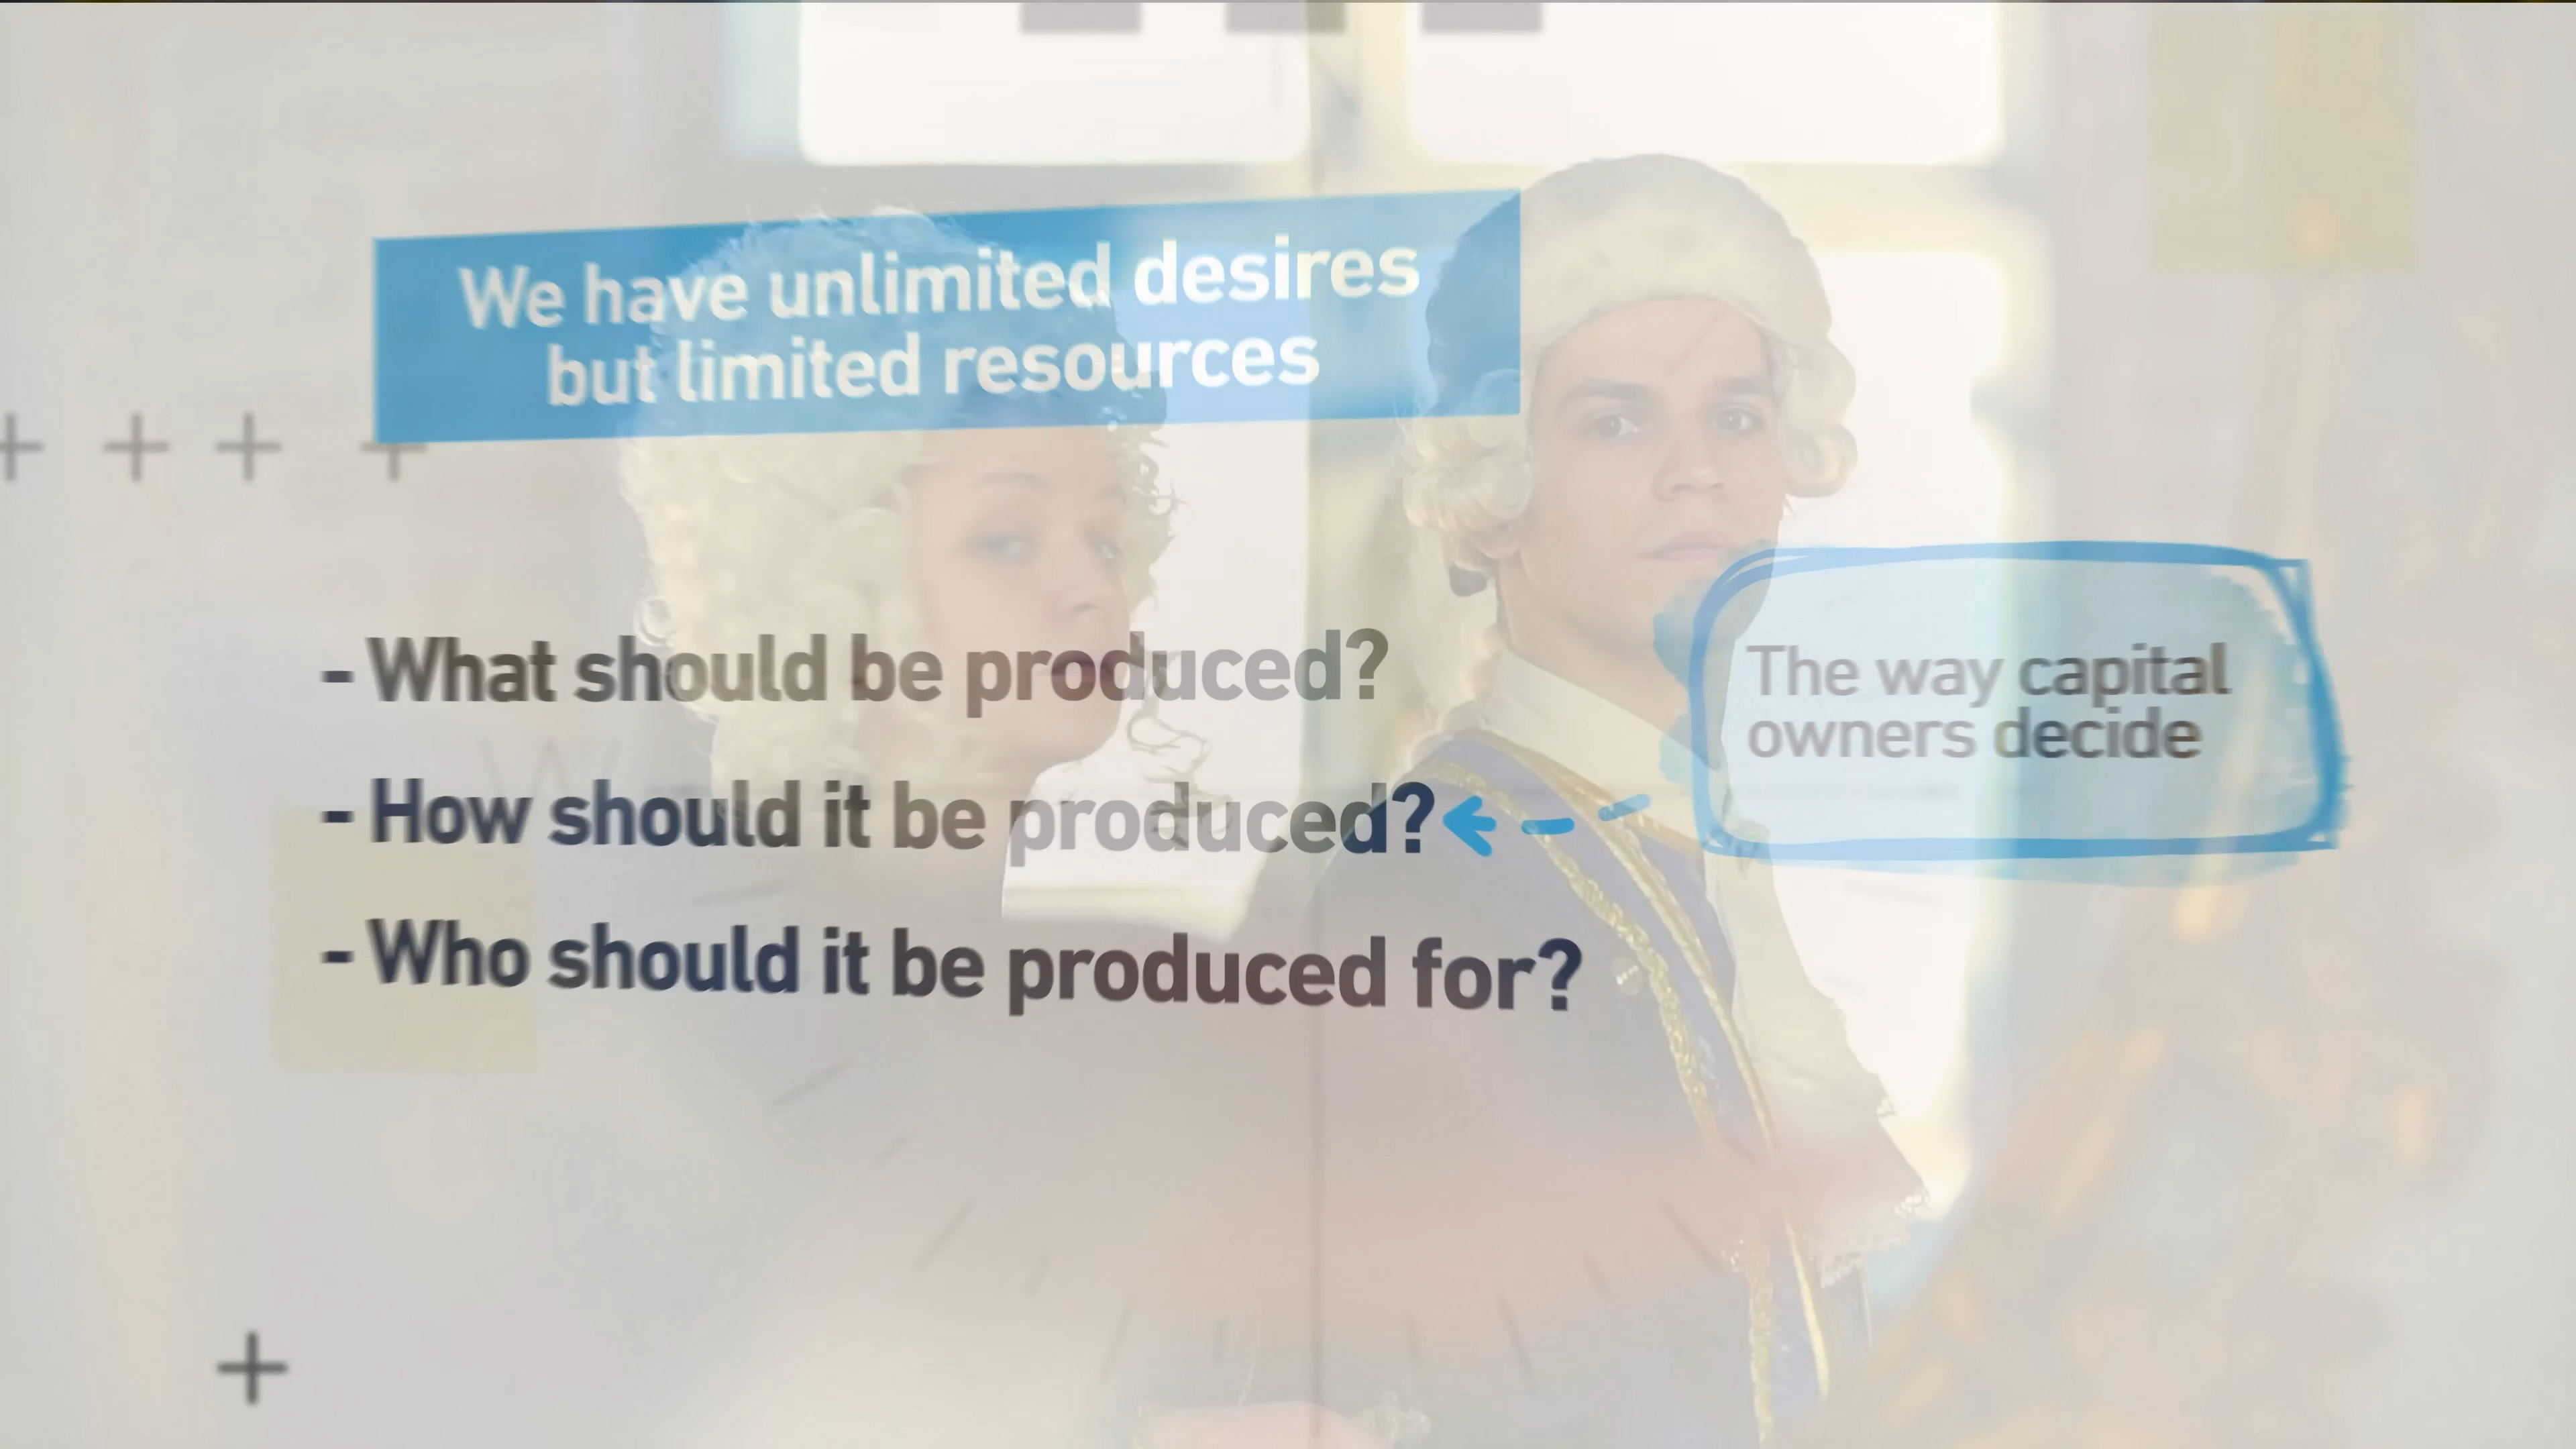 We have unlimited desires
but limited resources
- What should be produced?
- How should it be produced?
- Who should it be produced for?
The way capital
owners decide